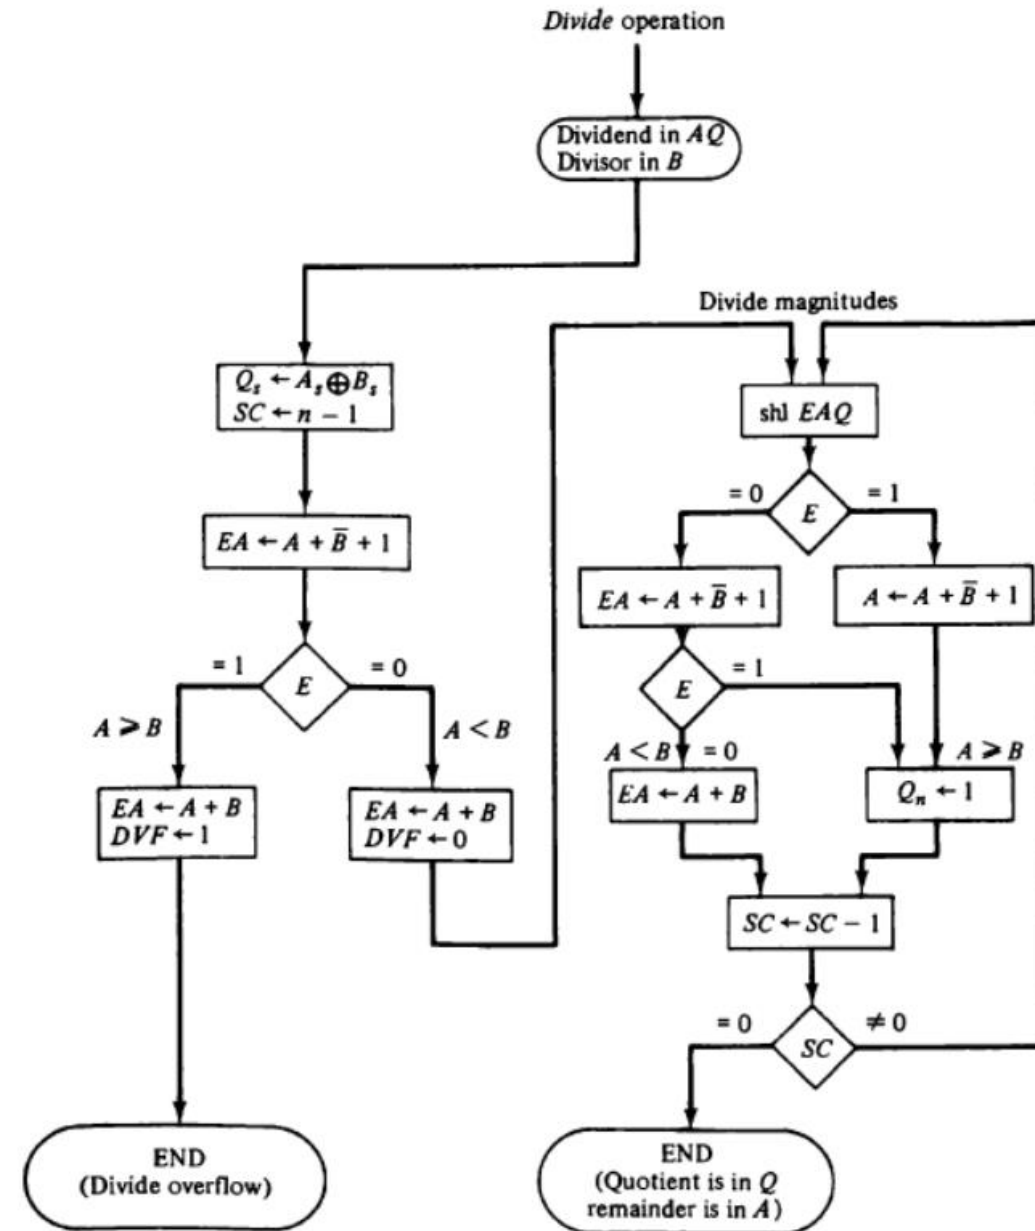 Divide operation
Dividend in AQ
Divisor in B
Qₛ ← Aₛ ⊕ Bₛ
SC ← n − 1
EA ← A + B̅ + 1
E
= 1
= 0
A ⩾ B
A < B
EA ← A + B
DVF ← 1
EA ← A + B
DVF ← 0
END
(Divide overflow)
Divide magnitudes
shl EAQ
E
= 0
= 1
EA ← A + B̅ + 1
A ← A + B̅ + 1
E
= 1
A < B
= 0
A ⩾ B
EA ← A + B
Qₙ ← 1
SC ← SC − 1
= 0
≠ 0
SC
END
(Quotient is in Q
remainder is in A)